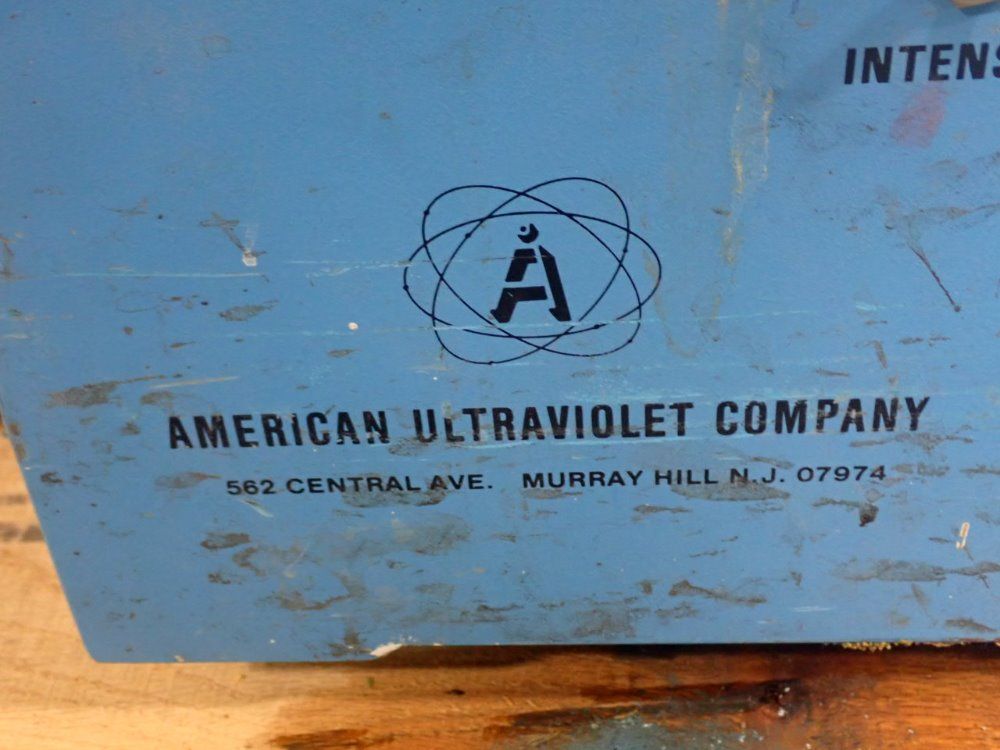 INTENS
Å
AMERICAN ULTRAVIOLET COMPANY
562 CENTRAL AVE. MURRAY HILL N.J. 07974